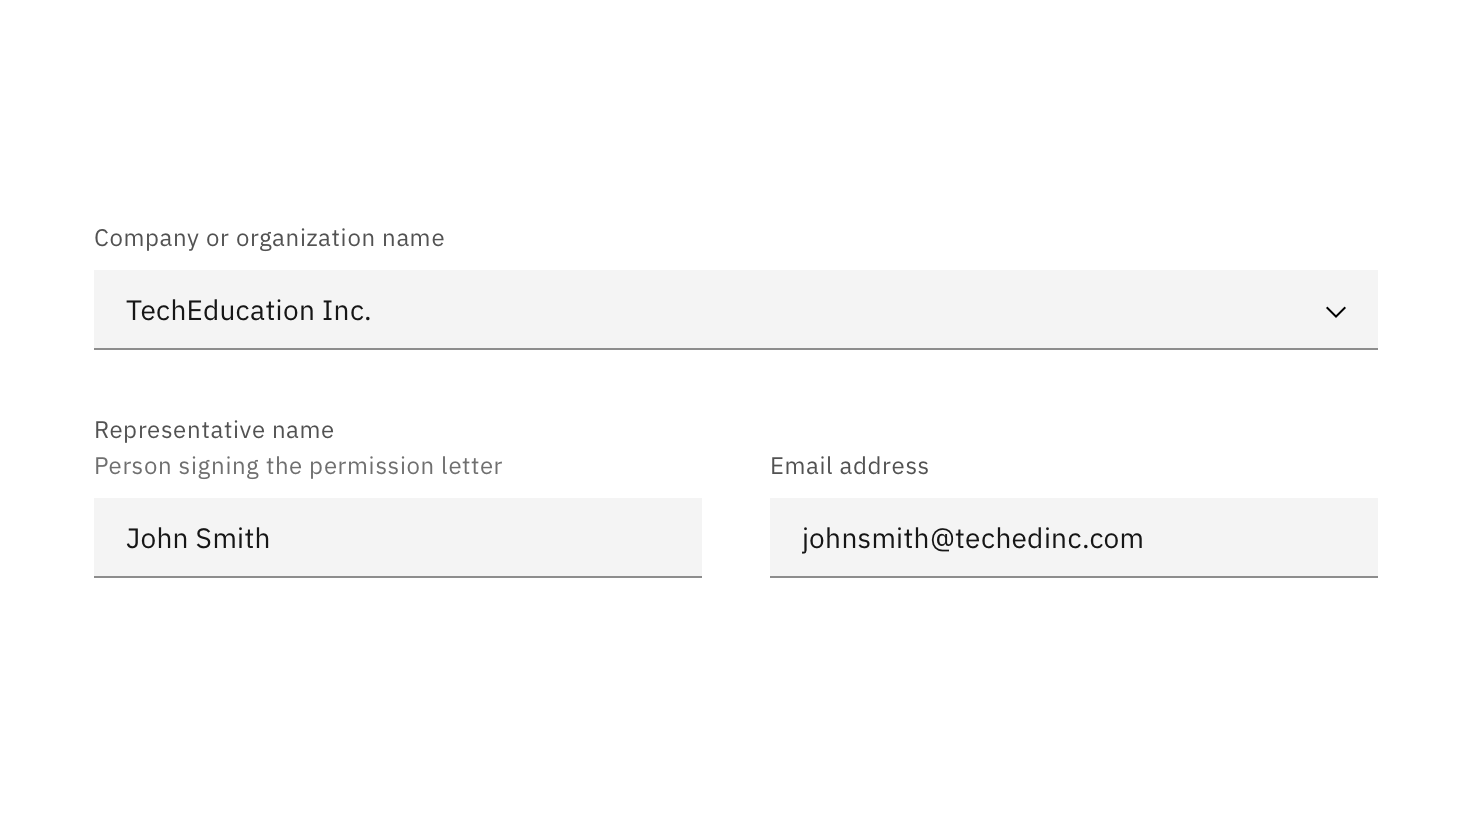 Company or organization name
TechEducation Inc.
Representative name
Person signing the permission letter
John Smith
Email address
johnsmith@techedinc.com